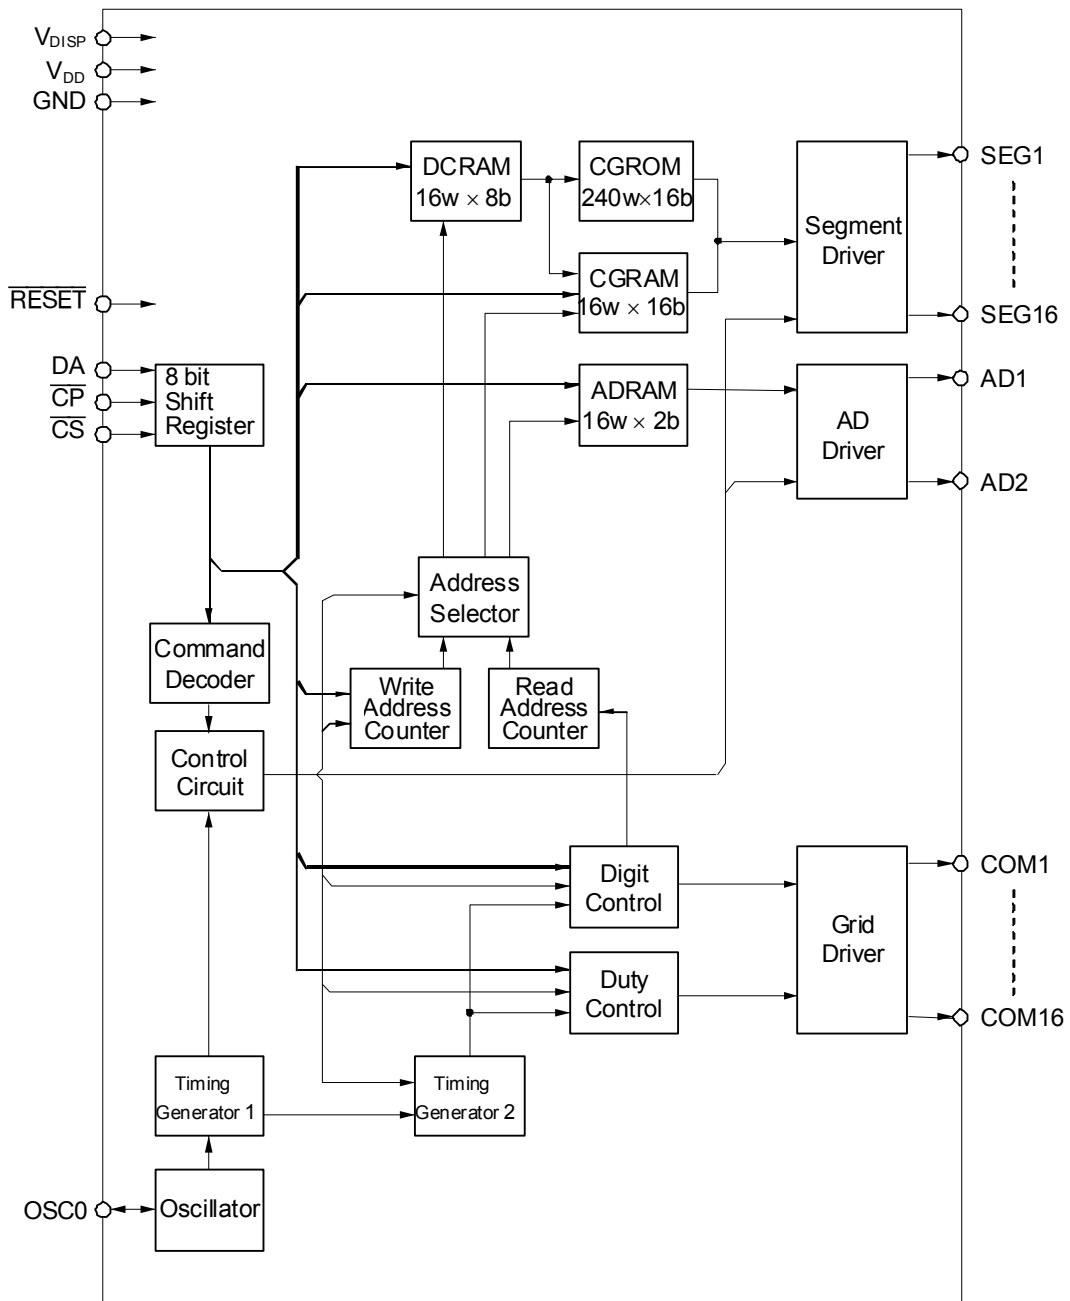 VDISP
VDD
GND
DCRAM
16w × 8b
CGROM
240w×16b
CGRAM
16w × 16b
Segment
Driver
SEG1
SEG16
RESET
DA
CP
CS
8 bit
Shift
Register
ADRAM
16w × 2b
AD
Driver
AD1
AD2
Address
Selector
Command
Decoder
Write
Address
Counter
Read
Address
Counter
Control
Circuit
Digit
Control
Grid
Driver
COM1
COM16
Duty
Control
Timing
Generator 1
Timing
Generator 2
OSC0
Oscillator